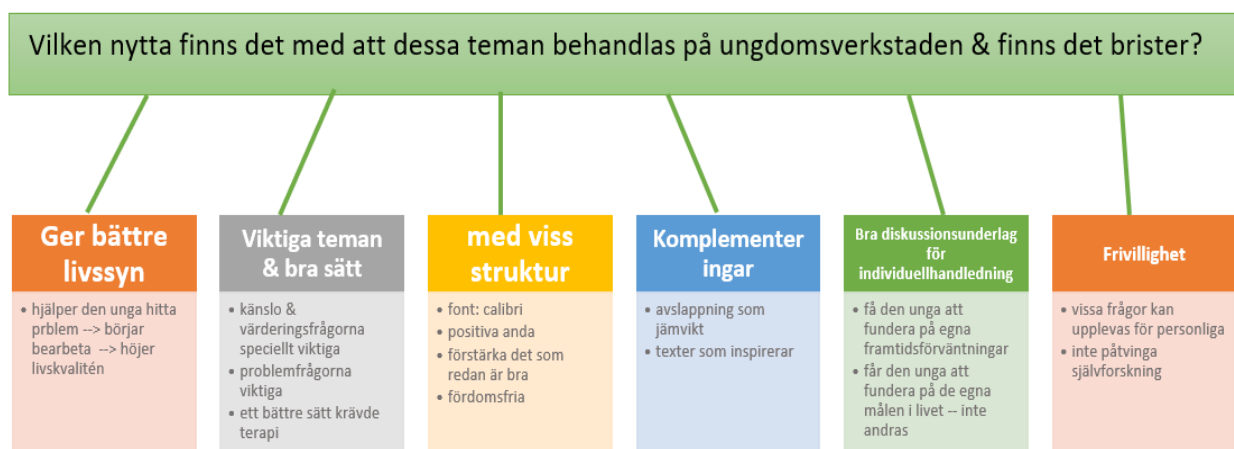 Vilken nytta finns det med att dessa teman behandlas på ungdomsverkstaden & finns det brister?
Ger bättre
livssyn
• hjälper den unga hitta
prblem --> börjar
bearbeta --> höjer
livskvalitén
Viktiga teman
& bra sätt
• känslo &
värderingsfrågorna
speciellt viktiga
• problemfrågorna
viktiga
• ett bättre sätt krävde
terapi
med viss
struktur
• font: calibri
• positiva anda
• förstärka det som
redan är bra
• fördomsfria
Komplementer
ingar
• avslappning som
jämvikt
• texter som inspirerar
Bra diskussionsunderlag
för
individuellhandledning
• få den unga att
fundera på egna
framtidsförväntningar
• får den unga att
fundera på de egna
målen i livet -- inte
andras
Frivillighet
• vissa frågor kan
upplevas för personliga
• inte påtvinga
självforskning